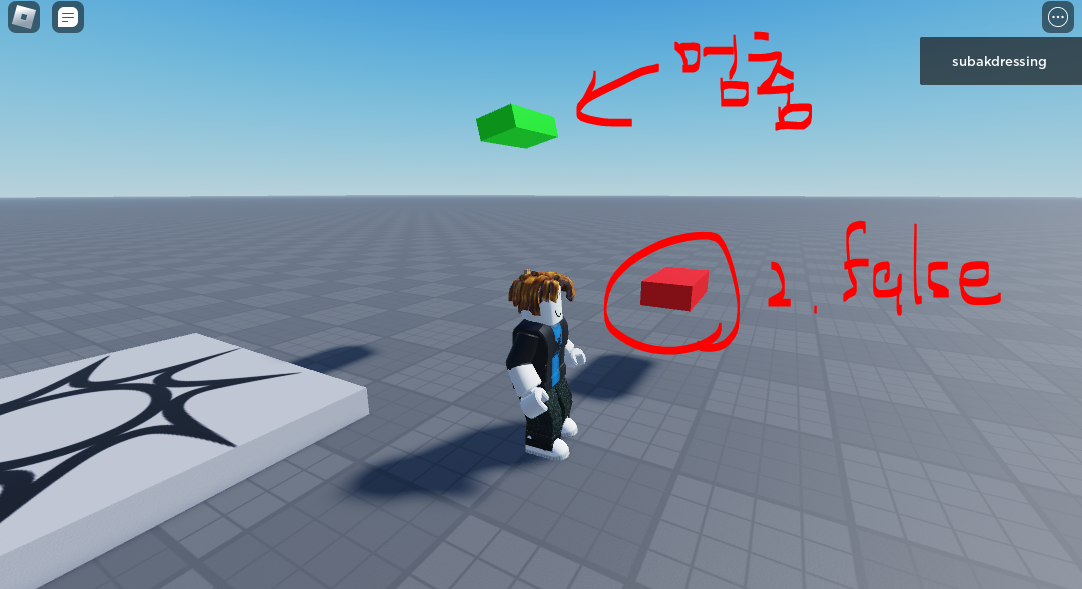 멈춤
subakdressing
2. false